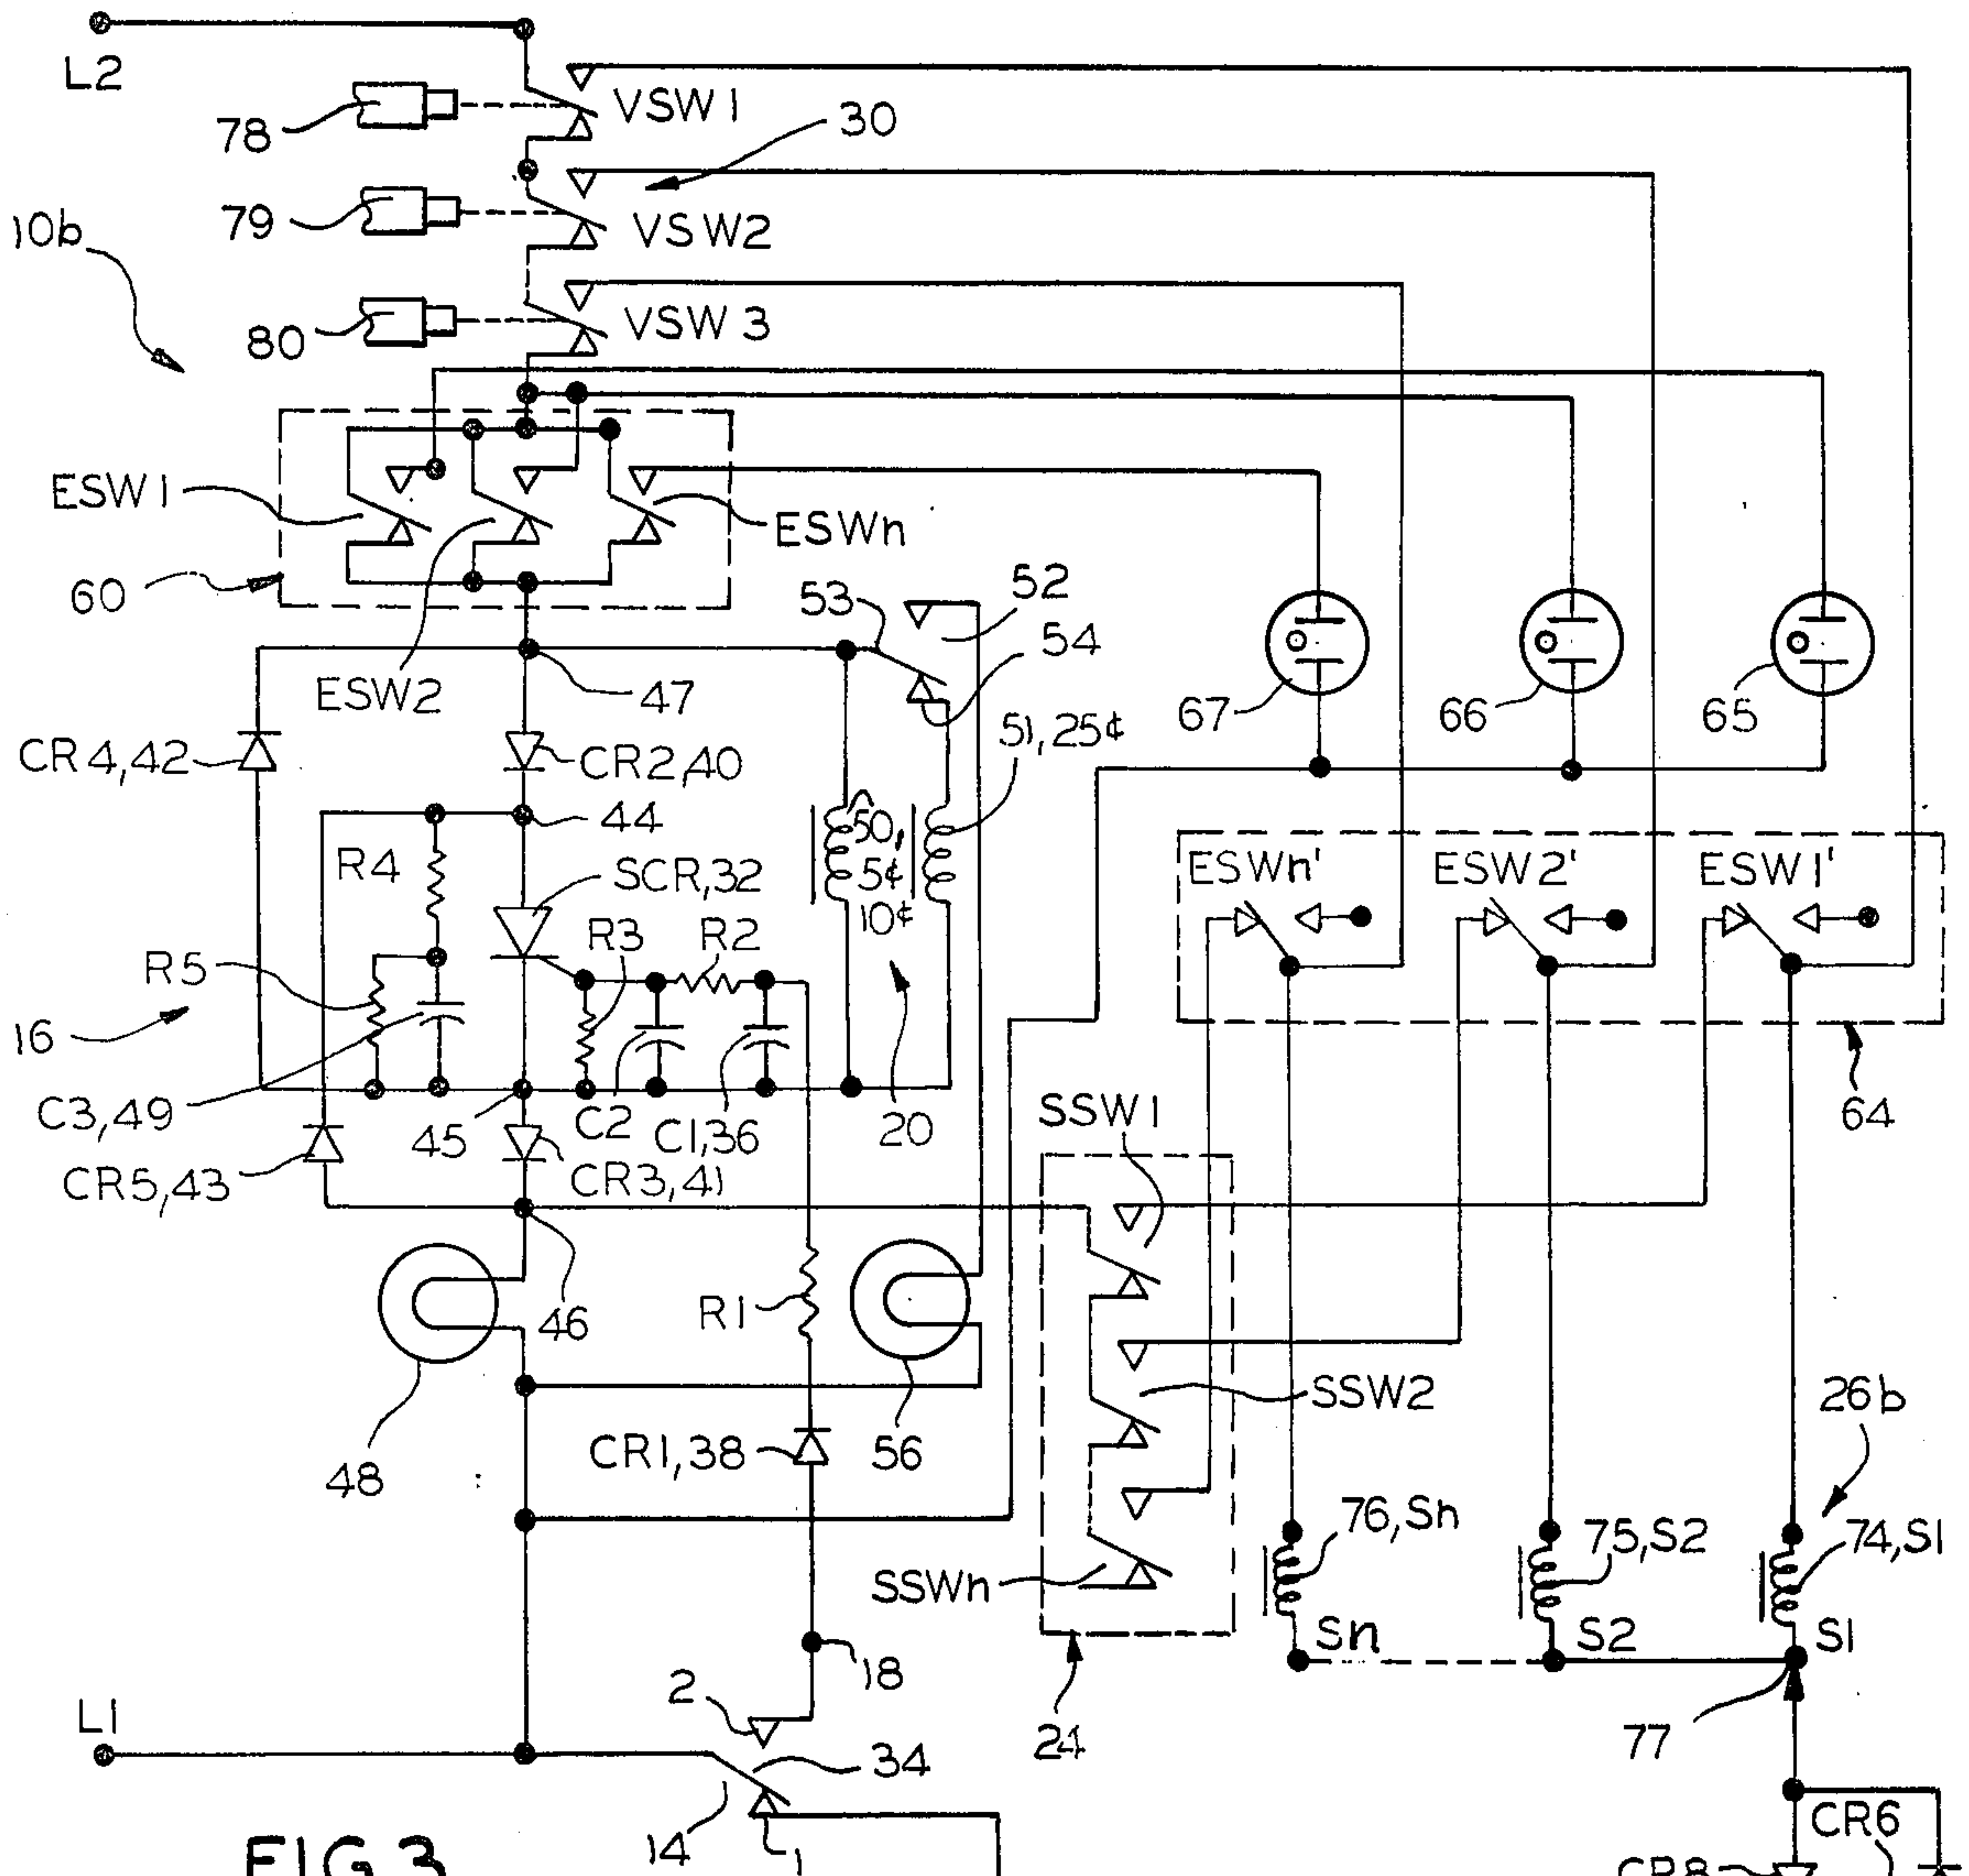 L2
78
VSW1
30
79
VSW2
10b
80
VSW3
ESW1
ESWn
60
ESW2
47
53
52
54
67
66
65
CR4,42
CR2,40
51,25¢
44
R4
SCR,32
50,
5¢
10¢
ESWn'
ESW2'
ESW1'
R5
R3
R2
16
C3,49
45
C2
C1,36
20
SSW1
64
CR5,43
CR3,41
46
R1
48
CR1,38
56
SSW2
26b
76,Sn
75,S2
74,S1
SSWn
Sn
S2
S1
18
2
24
77
L1
34
14
1
CR6
FIG.3
CR8